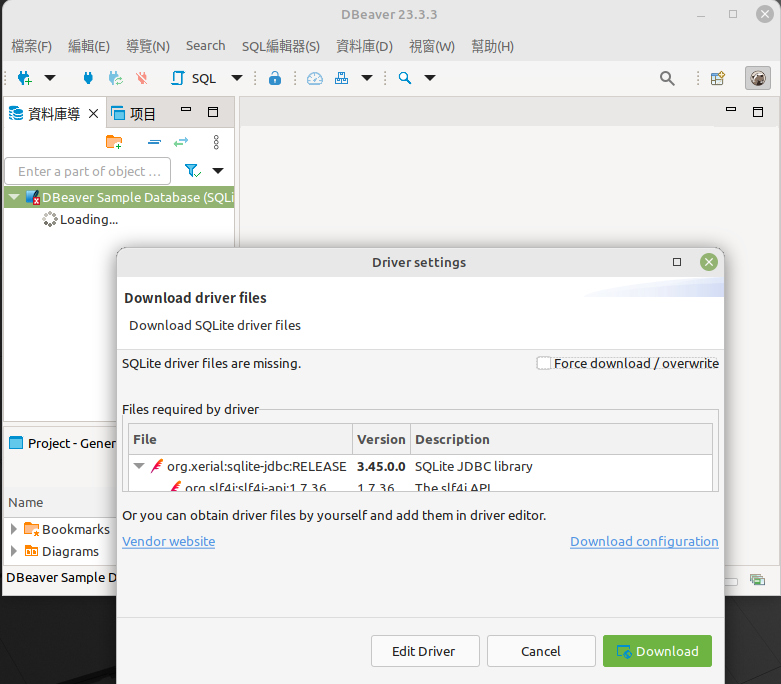 DBeaver 23.3.3
檔案(F) 編輯(E) 導覽(N) Search SQL編輯器(S) 資料庫(D) 視窗(W) 幫助(H)
SQL
資料庫導 项目
Enter a part of object ...
DBeaver Sample Database (SQLi
Loading...
Driver settings
Download driver files
Download SQLite driver files
SQLite driver files are missing. Force download / overwrite
Files required by driver
File Version Description
org.xerial:sqlite-jdbc:RELEASE 3.45.0.0 SQLite JDBC library
org.slf4j:slf4j-api:1.7.36 1.7.36 The slf4j API
Or you can obtain driver files by yourself and add them in driver editor.
Vendor website Download configuration
Edit Driver Cancel Download
Project - Gener
Name
Bookmarks
Diagrams
DBeaver Sample D